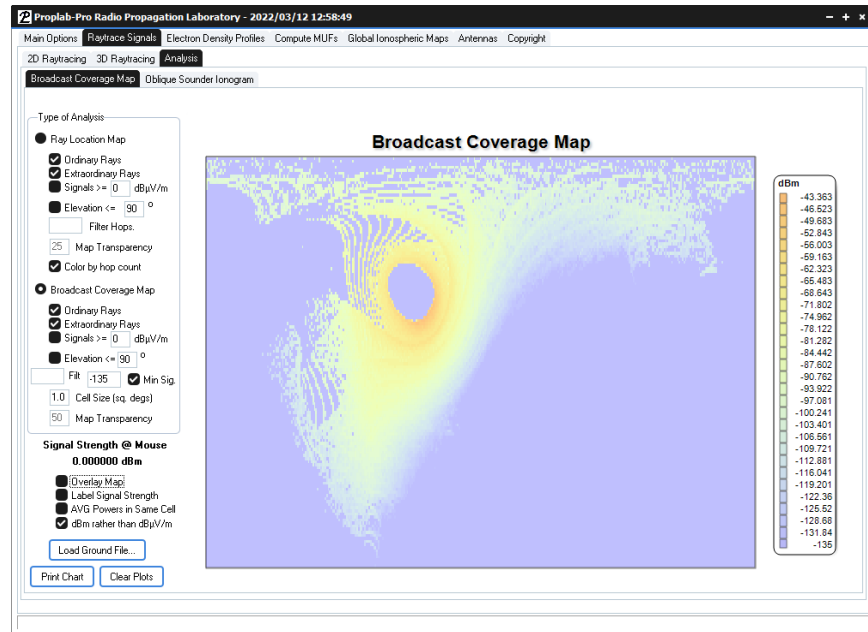 Proplab-Pro Radio Propagation Laboratory - 2022/03/12 12:58:49
Main Options Raytrace Signals Electron Density Profiles Compute MUFs Global Ionospheric Maps Antennas Copyright
2D Raytracing 3D Raytracing Analysis
Broadcast Coverage Map Oblique Sounder Ionogram
Type of Analysis
Ray Location Map
Ordinary Rays
Extraordinary Rays
Signals >= 0 dBµV/m
Elevation <= 90 o
Filter Hops.
25 Map Transparency
Color by hop count
Broadcast Coverage Map
Ordinary Rays
Extraordinary Rays
Signals >= 0 dBµV/m
Elevation <= 90 o
Filt -135 Min Sig.
1.0 Cell Size (sq. degs)
50 Map Transparency
Signal Strength @ Mouse
0.000000 dBm
Overlay Map
Label Signal Strength
AVG Powers in Same Cell
dBm rather than dBµV/m
Load Ground File...
Print Chart Clear Plots
Broadcast Coverage Map
dBm
-43.363
-46.523
-49.683
-52.843
-56.003
-59.163
-62.323
-65.483
-68.643
-71.802
-74.962
-78.122
-81.282
-84.442
-87.602
-90.762
-93.922
-97.081
-100.241
-103.401
-106.561
-109.721
-112.881
-116.041
-119.201
-122.36
-125.52
-128.68
-131.84
-135